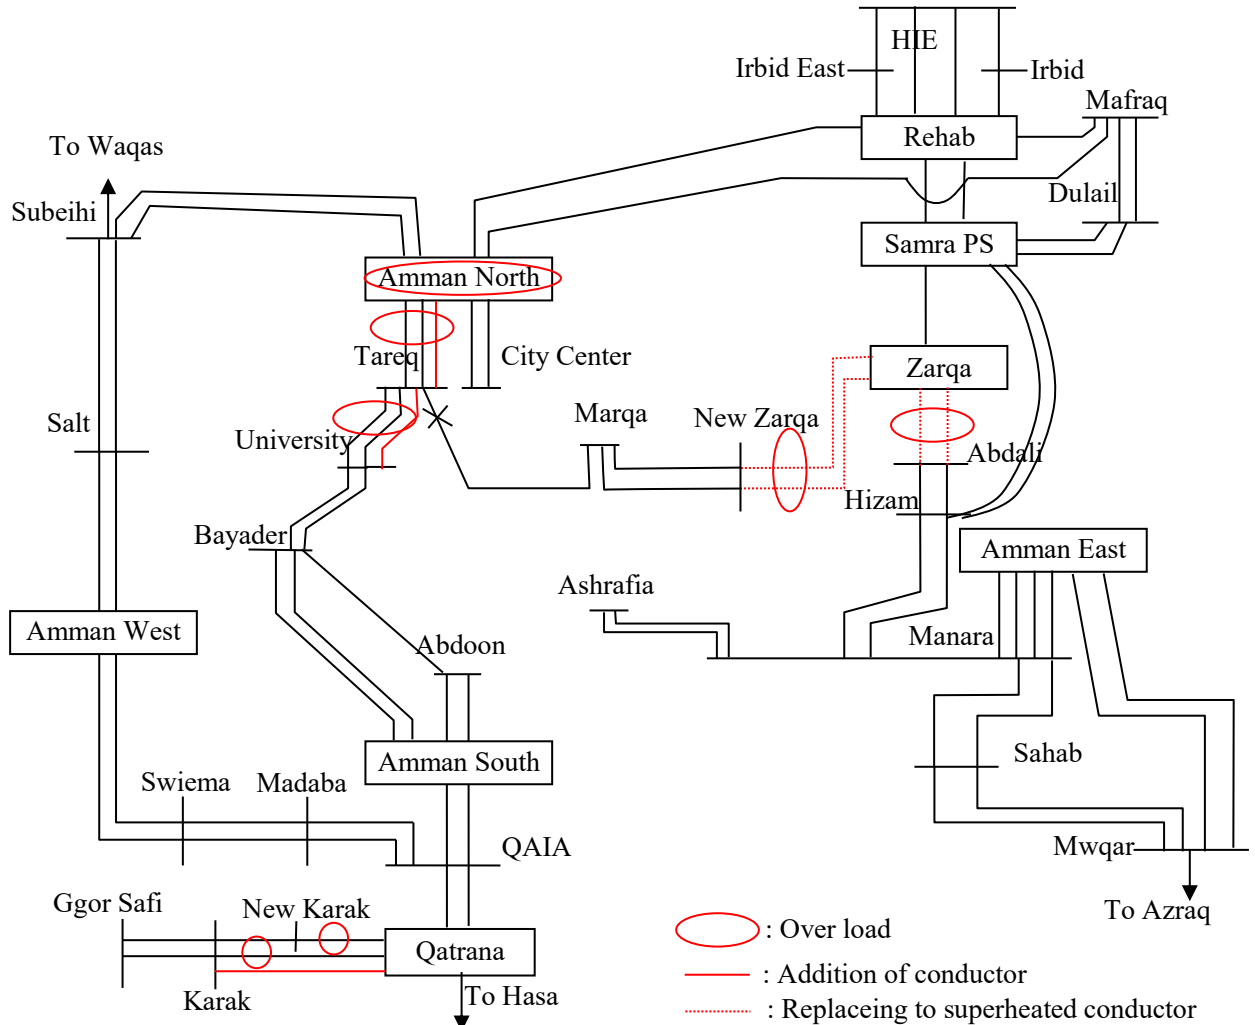 HIE
Irbid East
Irbid
Mafraq
Rehab
To Waqas
Dulail
Subeihi
Samra PS
Amman North
Tareq
City Center
Zarqa
Salt
University
Marqa
New Zarqa
Abdali
Hizam
Bayader
Amman East
Ashrafia
Amman West
Abdoon
Manara
Amman South
Sahab
Swiema
Madaba
QAIA
Mwqar
Ggor Safi
New Karak
To Azraq
: Over load
Qatrana
: Addition of conductor
Karak
To Hasa
: Replaceing to superheated conductor